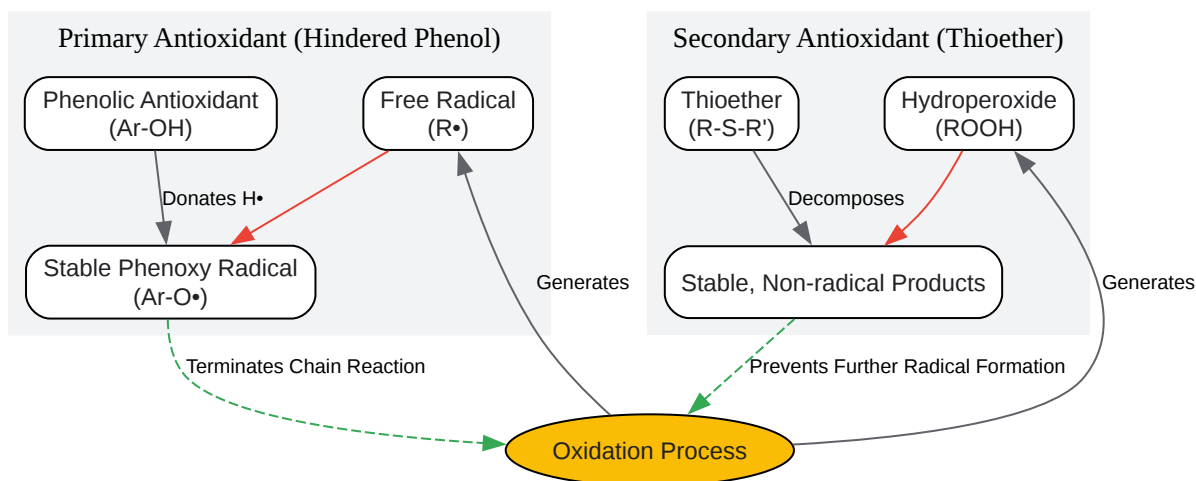 Primary Antioxidant (Hindered Phenol)
Secondary Antioxidant (Thioether)
Phenolic Antioxidant
(Ar-OH)
Free Radical
(R•)
Thioether
(R-S-R')
Hydroperoxide
(ROOH)
Donates H•
Decomposes
Stable Phenoxy Radical
(Ar-O•)
Generates
Stable, Non-radical Products
Generates
Terminates Chain Reaction
Prevents Further Radical Formation
Oxidation Process